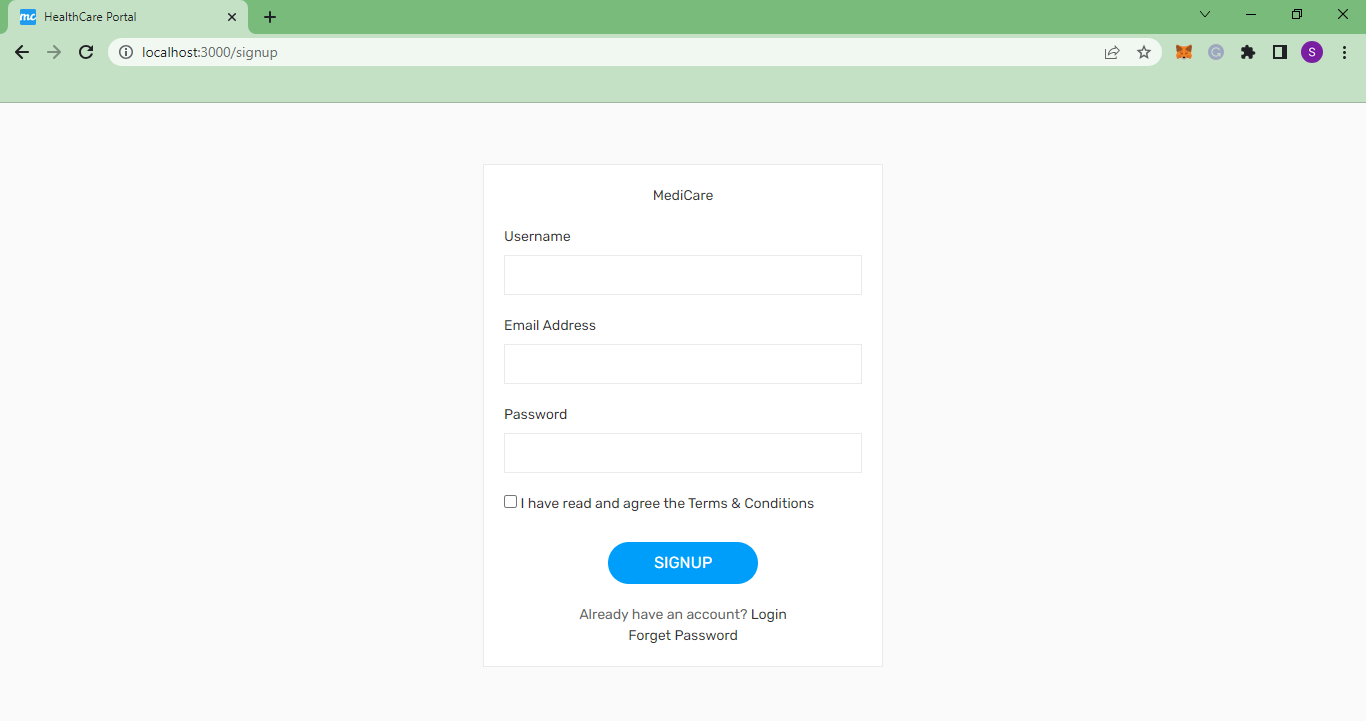 mc HealthCare Portal
localhost:3000/signup
S
MediCare
Username
Email Address
Password
I have read and agree the Terms & Conditions
SIGNUP
Already have an account? Login
Forget Password